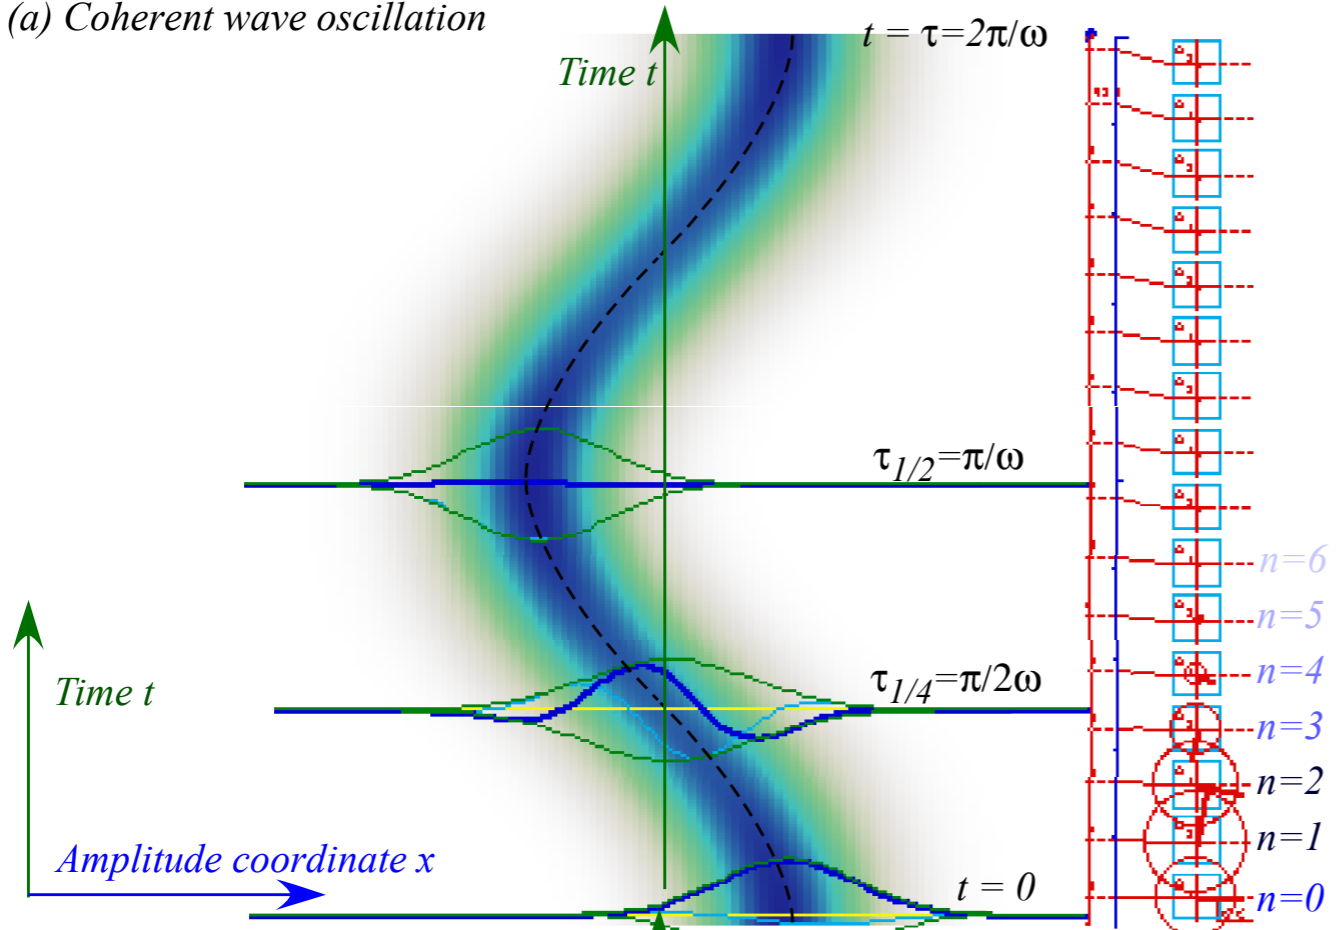 (a) Coherent wave oscillation
t = τ=2π/ω
Time t
τ1/2=π/ω
n=6
n=5
τ1/4=π/2ω
n=4
Time t
n=3
n=2
n=1
Amplitude coordinate x
t = 0
n=0